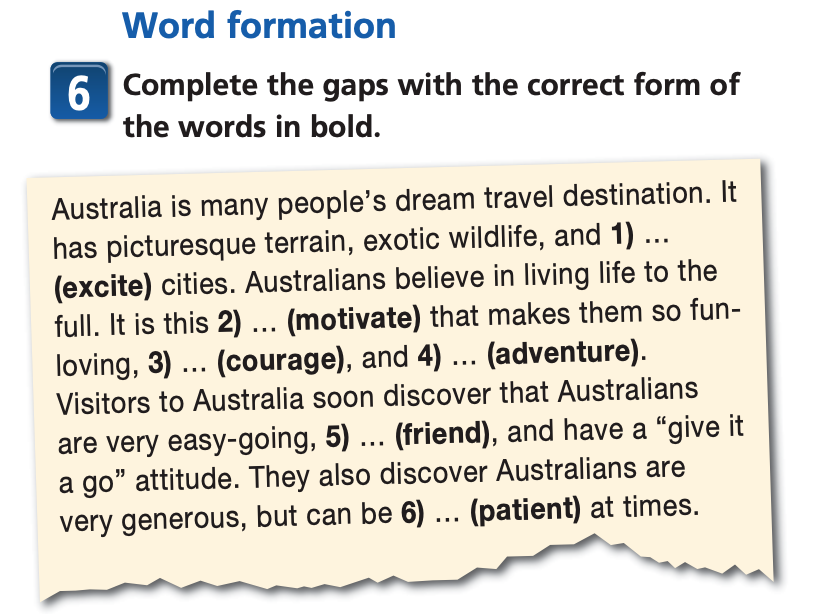 Word formation
6 Complete the gaps with the correct form of
the words in bold.
Australia is many people's dream travel destination. It
has picturesque terrain, exotic wildlife, and 1) ...
(excite) cities. Australians believe in living life to the
full. It is this 2) ... (motivate) that makes them so fun-
loving, 3) ... (courage), and 4) ... (adventure).
Visitors to Australia soon discover that Australians
are very easy-going, 5) ... (friend), and have a “give it
a go” attitude. They also discover Australians are
very generous, but can be 6) ... (patient) at times.